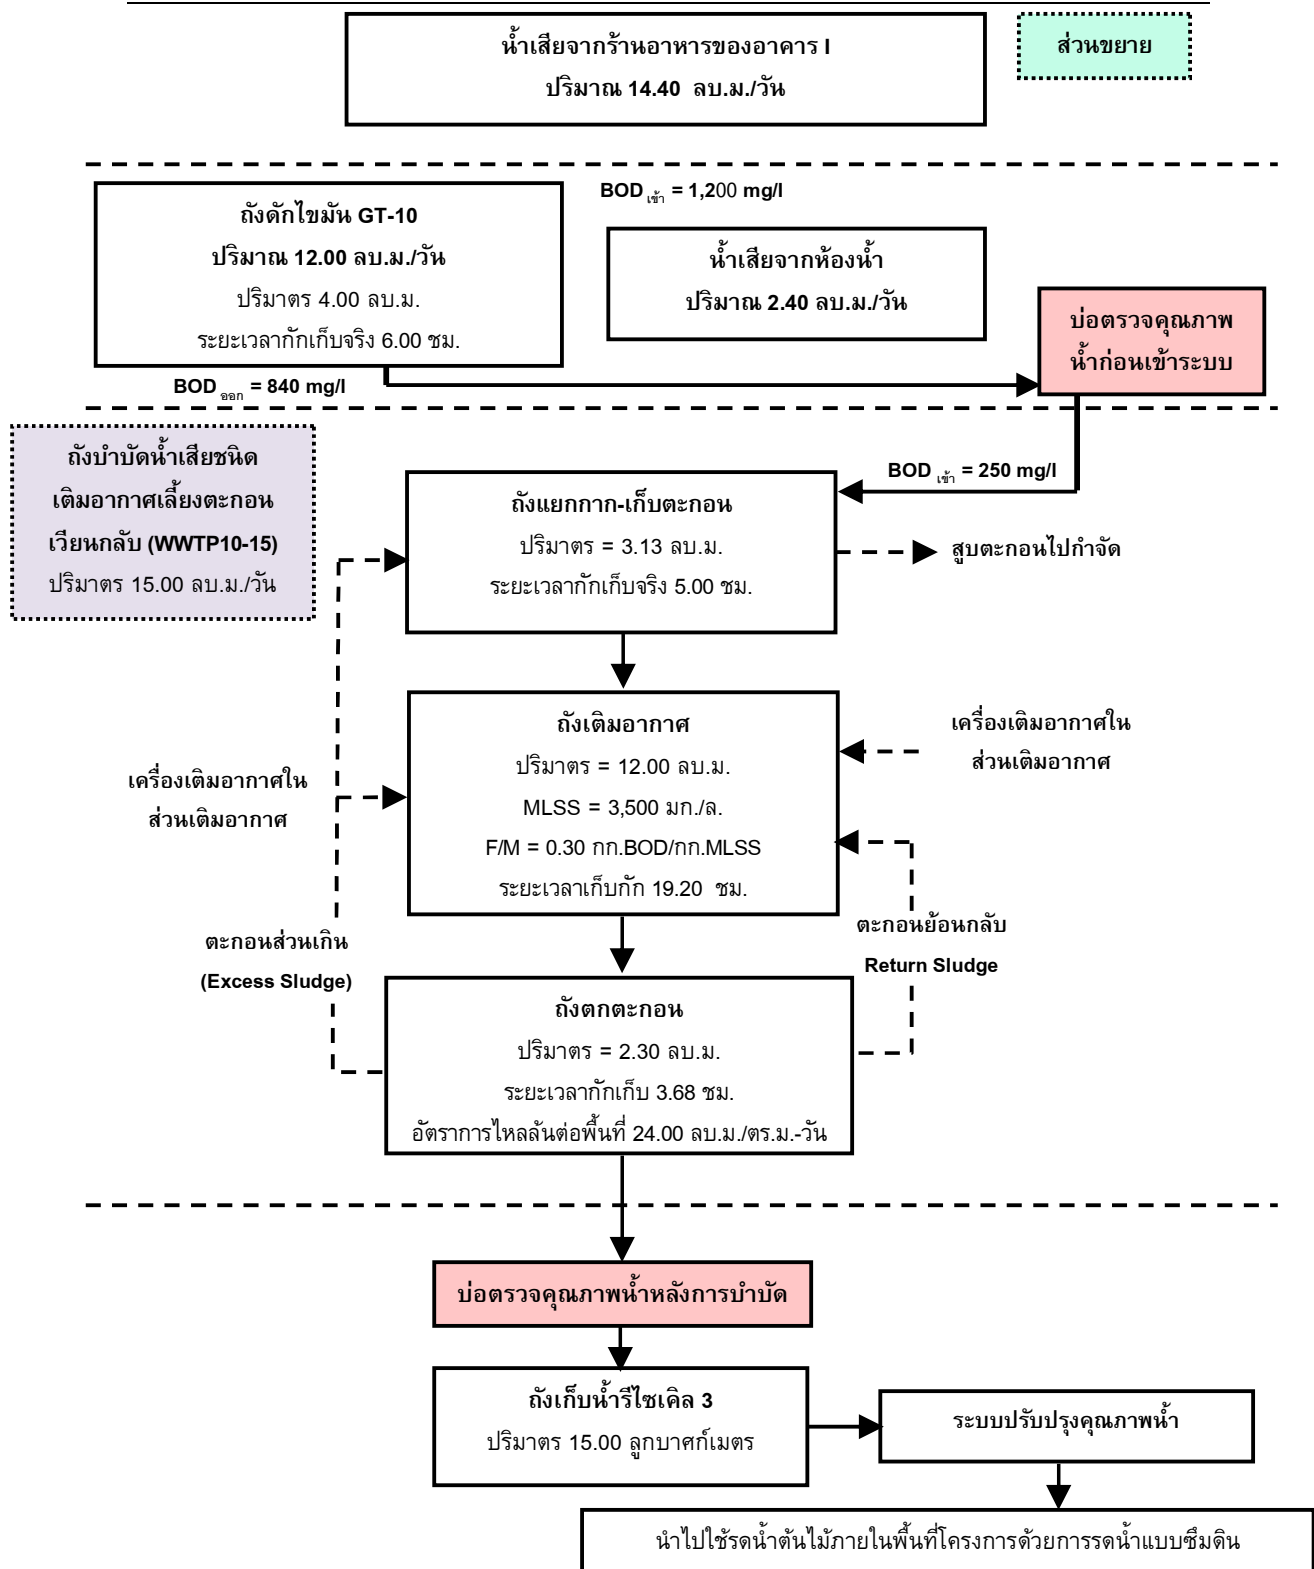 น้ำเสียจากร้านอาหารของอาคาร I
ปริมาณ 14.40 ลบ.ม./วัน
ส่วนขยาย
BOD เข้า = 1,200 mg/l
ถังดักไขมัน GT-10
ปริมาณ 12.00 ลบ.ม./วัน
ปริมาตร 4.00 ลบ.ม.
ระยะเวลากักเก็บจริง 6.00 ชม.
น้ำเสียจากห้องน้ำ
ปริมาณ 2.40 ลบ.ม./วัน
บ่อตรวจคุณภาพ
น้ำก่อนเข้าระบบ
BOD ออก = 840 mg/l
ถังบำบัดน้ำเสียชนิด
เติมอากาศเลี้ยงตะกอน
เวียนกลับ (WWTP10-15)
ปริมาตร 15.00 ลบ.ม./วัน
BOD เข้า = 250 mg/l
ถังแยกกาก-เก็บตะกอน
ปริมาตร = 3.13 ลบ.ม.
ระยะเวลากักเก็บจริง 5.00 ชม.
สูบตะกอนไปกำจัด
ถังเติมอากาศ
ปริมาตร = 12.00 ลบ.ม.
MLSS = 3,500 มก./ล.
F/M = 0.30 กก.BOD/กก.MLSS
ระยะเวลาเก็บกัก 19.20 ชม.
เครื่องเติมอากาศใน
ส่วนเติมอากาศ
เครื่องเติมอากาศใน
ส่วนเติมอากาศ
ตะกอนส่วนเกิน
(Excess Sludge)
ตะกอนย้อนกลับ
Return Sludge
ถังตกตะกอน
ปริมาตร = 2.30 ลบ.ม.
ระยะเวลากักเก็บ 3.68 ชม.
อัตราการไหลล้นต่อพื้นที่ 24.00 ลบ.ม./ตร.ม.-วัน
บ่อตรวจคุณภาพน้ำหลังการบำบัด
ถังเก็บน้ำรีไซเคิล 3
ปริมาตร 15.00 ลูกบาศก์เมตร
ระบบปรับปรุงคุณภาพน้ำ
นำไปใช้รดน้ำต้นไม้ภายในพื้นที่โครงการด้วยการรดน้ำแบบซึมดิน